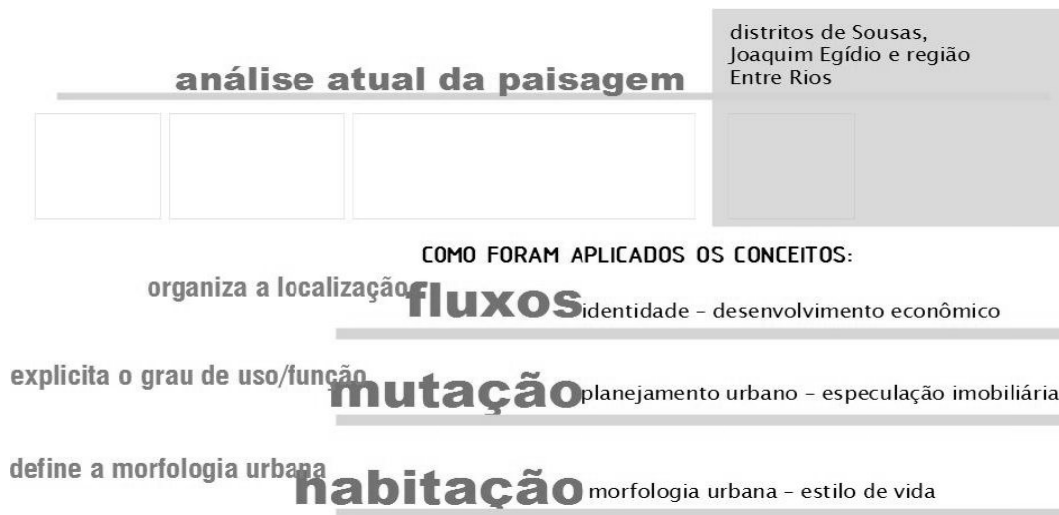 análise atual da paisagem
distritos de Sousas,
Joaquim Egídio e região
Entre Rios
COMO FORAM APLICADOS OS CONCEITOS:
organiza a localização
fluxos
identidade – desenvolvimento econômico
explicita o grau de uso/função
mutação
planejamento urbano – especulação imobiliária
define a morfologia urbana
habitação
morfologia urbana – estilo de vida